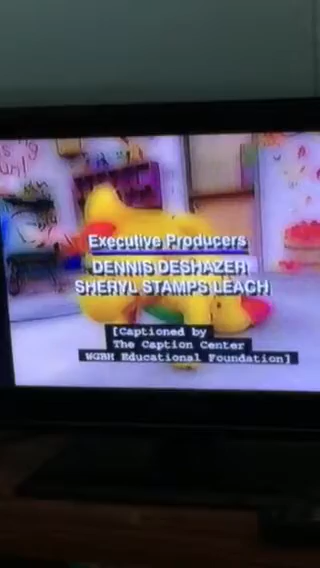 Executive Producers
DENNIS DESHAZER
SHERYL STAMPS LEACH
[Captioned by
The Caption Center
WGBH Educational Foundation]